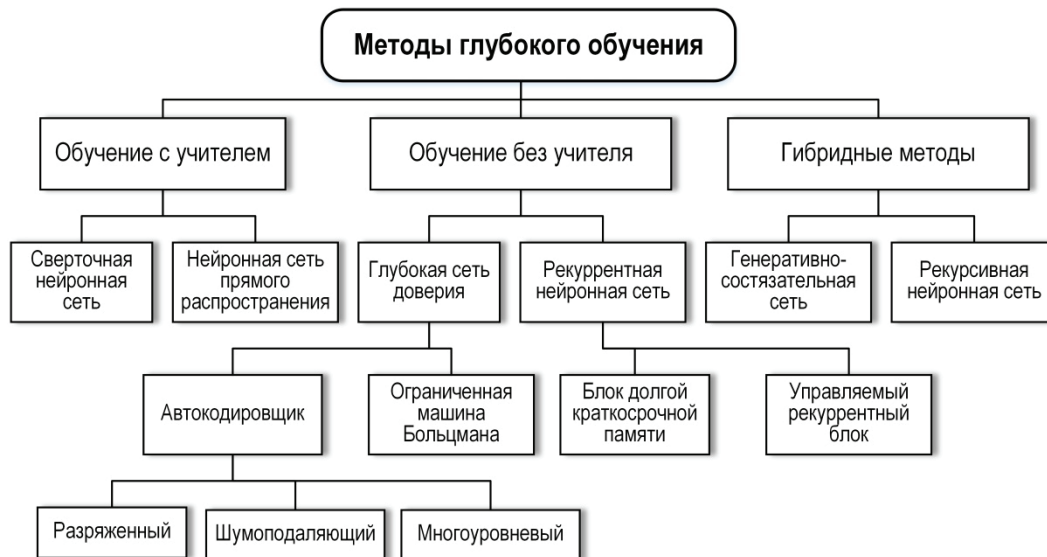 Методы глубокого обучения
Обучение с учителем
Обучение без учителя
Гибридные методы
Сверточная
нейронная
сеть
Нейронная сеть
прямого
распространения
Глубокая сеть
доверия
Рекуррентная
нейронная сеть
Генеративно-
состязательная
сеть
Рекурсивная
нейронная сеть
Автокодировщик
Ограниченная
машина
Больцмана
Блок долгой
краткосрочной
памяти
Управляемый
рекуррентный
блок
Разряженный
Шумоподаляющий
Многоуровневый